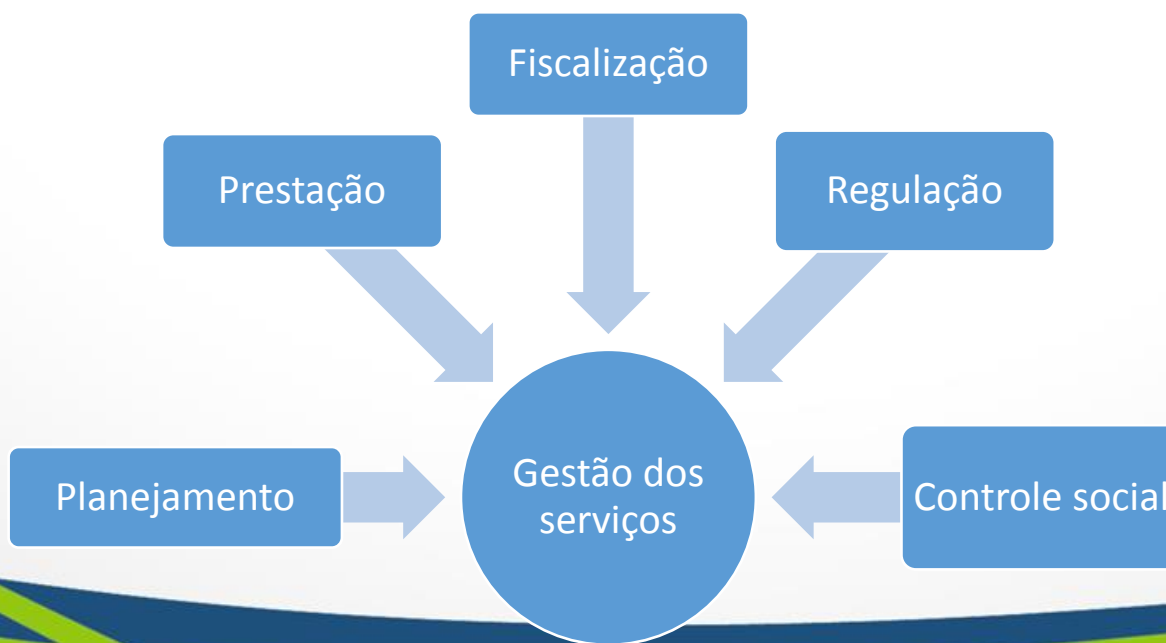 Fiscalização
Prestação
Regulação
Planejamento
Gestão dos
serviços
Controle social